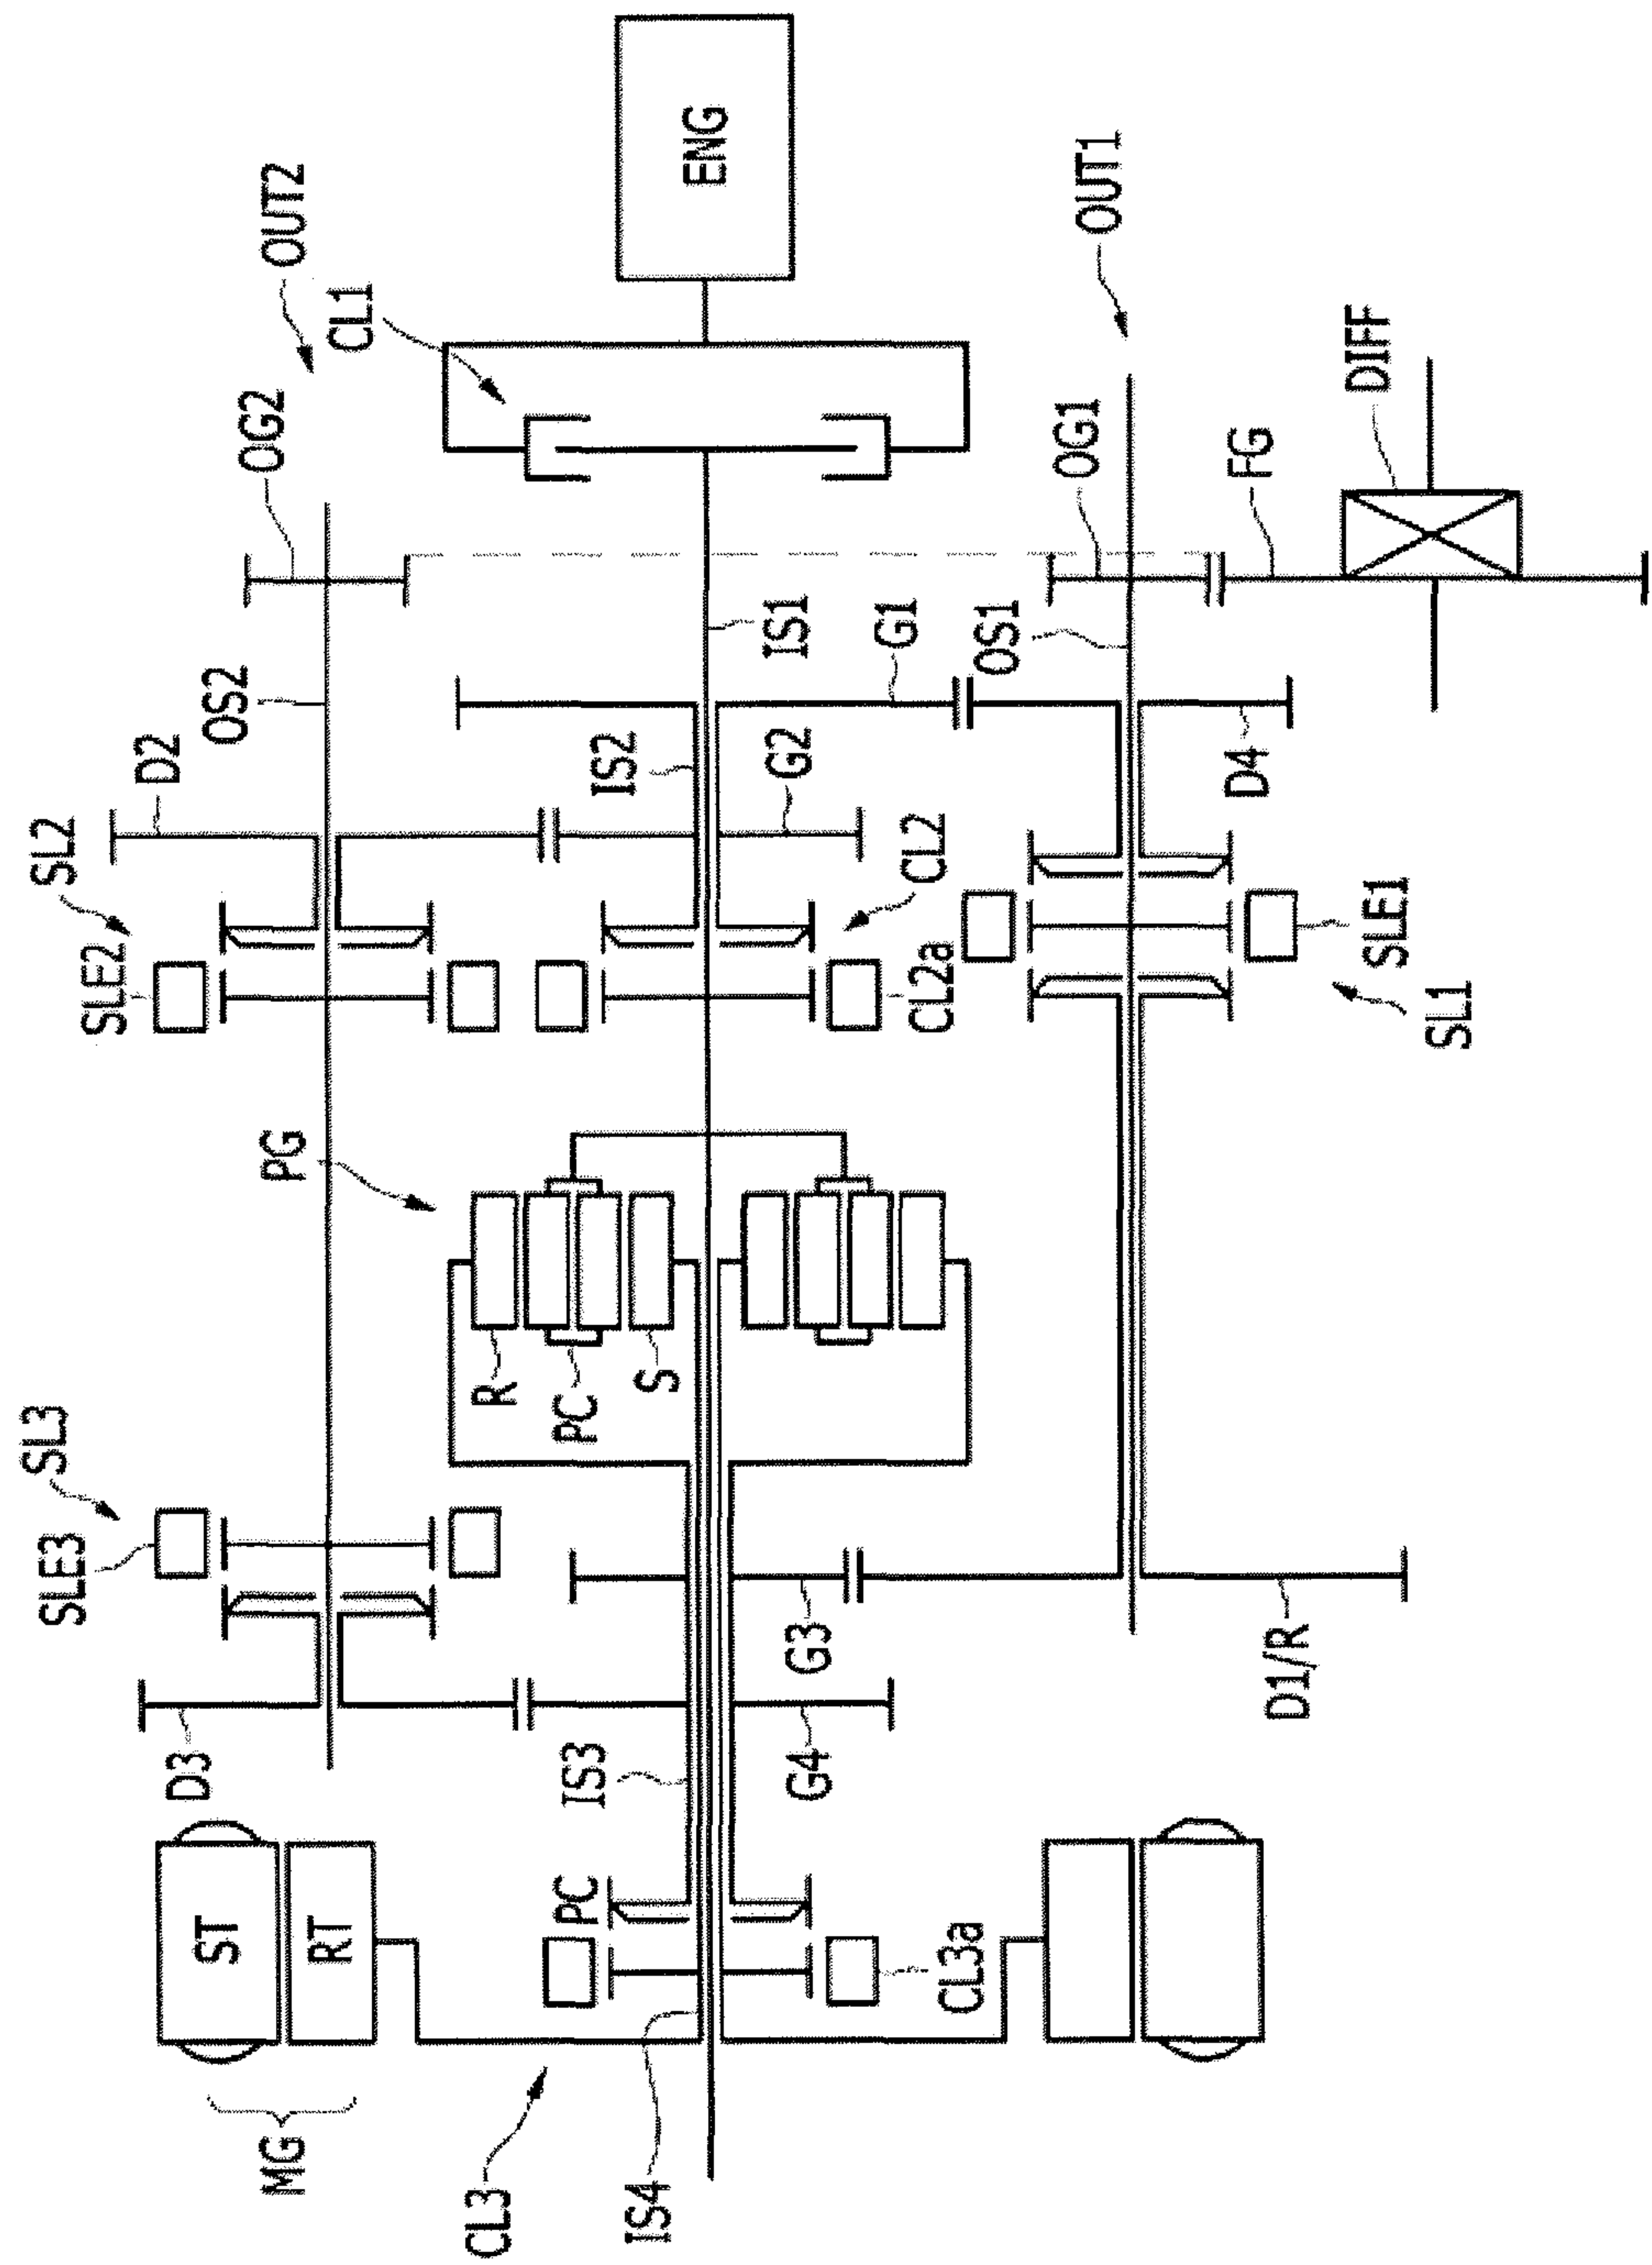 ENG
OUT2
OUT1
CL1
DIFF
OG2
OG1
FG
IS1
G1
OS1
OS2
D2
IS2
G2
D4
SL2
CL2
SLE2
CL2a
SLE1
SL1
PG
R
PC
S
SL3
SLE3
G3
D1/R
D3
IS3
G4
ST
RT
PC
CL3a
MG
CL3
IS4